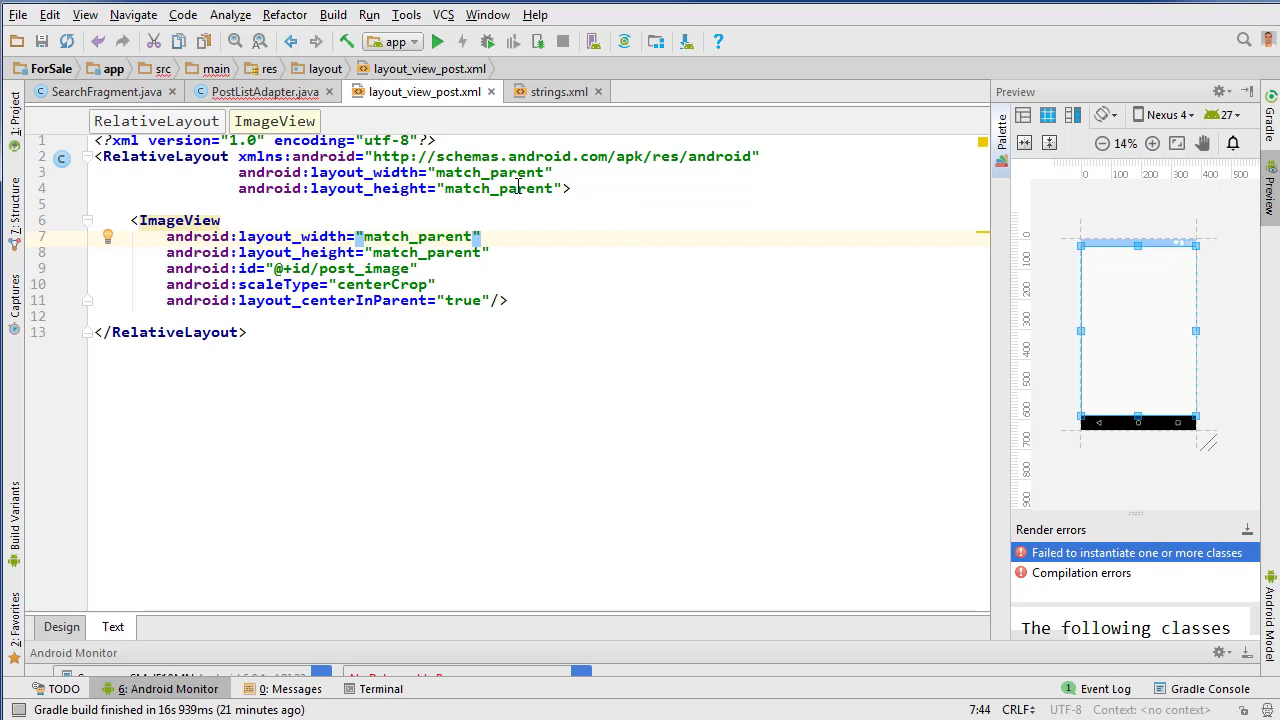 File Edit View Navigate Code Analyze Refactor Build Run Tools VCS Window Help
app
ForSale app src main res layout layout_view_post.xml
SearchFragment.java PostListAdapter.java layout_view_post.xml strings.xml
Preview
RelativeLayout ImageView
Nexus 4 27
14%
1 <?xml version="1.0" encoding="utf-8"?>
2 <RelativeLayout xmlns:android="http://schemas.android.com/apk/res/android"
3 android:layout_width="match_parent"
4 android:layout_height="match_parent">
5
6 <ImageView
7 android:layout_width="match_parent"
8 android:layout_height="match_parent"
9 android:id="@+id/post_image"
10 android:scaleType="centerCrop"
11 android:layout_centerInParent="true"/>
12
13 </RelativeLayout>
1: Project
7: Structure
Captures
Build Variants
2: Favorites
Palette
Gradle
Preview
Android Model
0 100 200 300 400 500
0
100
200
300
400
500
600
700
800
900
Render errors
Failed to instantiate one or more classes
Compilation errors
The following classes
Design Text
Android Monitor
TODO 6: Android Monitor 0: Messages Terminal
Event Log Gradle Console
Gradle build finished in 16s 939ms (21 minutes ago)
7:44 CRLF UTF-8 Context: <no context>